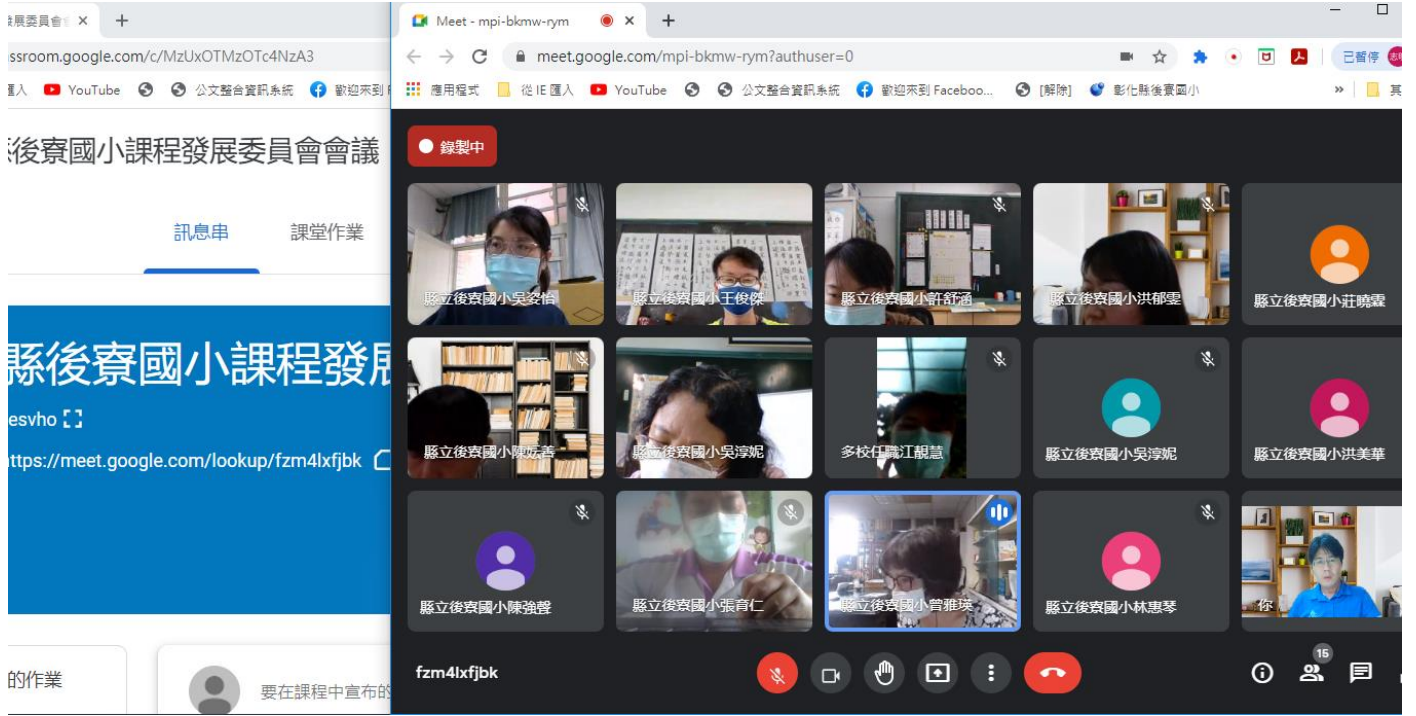 發展委員會
ssroom.google.com/c/MzUxOTMzOTc4NzA3
匯入 YouTube 公文整合資訊系統 歡迎來到 F
後寮國小課程發展委員會會議
訊息串 課堂作業
縣後寮國小課程發展
esvho
https://meet.google.com/lookup/fzm4lxfjbk
的作業
要在課程中宣布的
Meet - mpi-bkmw-rym
meet.google.com/mpi-bkmw-rym?authuser=0
已暫停
應用程式 從 IE 匯入 YouTube 公文整合資訊系統 歡迎來到 Faceboo... [解除] 彰化縣後寮國小 » 其
錄製中
縣立後寮國小吳姿怡
縣立後寮國小王俊傑
縣立後寮國小許舒涵
縣立後寮國小洪郁雯
縣立後寮國小莊曉霖
縣立後寮國小陳妘善
縣立後寮國小吳淳妮
多校任職江靚慧
縣立後寮國小吳淳妮
縣立後寮國小洪美華
縣立後寮國小陳強聲
縣立後寮國小張育仁
縣立後寮國小曾雅瑛
縣立後寮國小林惠琴
你
fzm4lxfjbk
15